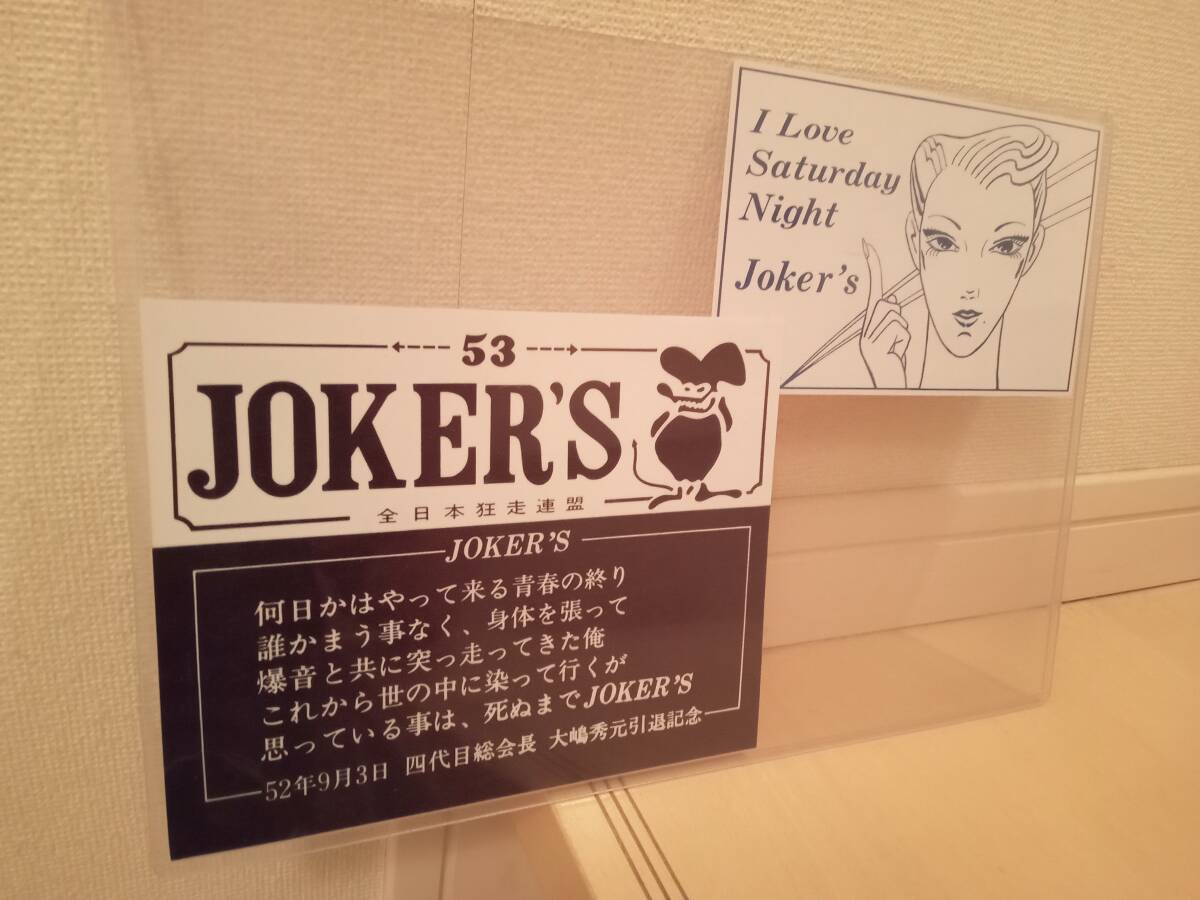 I Love
Saturday
Night
Joker's
53
JOKER'S
全日本狂走連盟
JOKER'S
何日かはやって来る青春の終り
誰かまう事なく、身体を張って
爆音と共に突っ走ってきた俺
これから世の中に染って行くが
思っている事は、死ぬまでJOKER'S
52年9月3日 四代目総会長 大嶋秀元引退記念